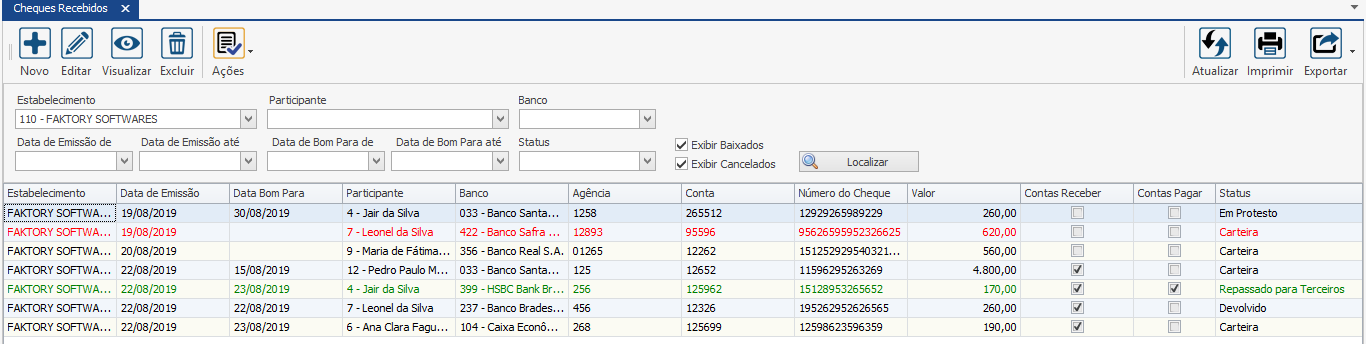 Cheques Recebidos X
Novo Editar Visualizar Excluir Ações Atualizar Imprimir Exportar
Estabelecimento Participante Banco
110 - FAKTORY SOFTWARES
Data de Emissão de Data de Emissão até Data de Bom Para de Data de Bom Para até Status
Exibir Baixados
Exibir Cancelados
Localizar
Estabelecimento Data de Emissão Data Bom Para Participante Banco Agência Conta Número do Cheque Valor Contas Receber Contas Pagar Status
FAKTORY SOFTWA... 19/08/2019 30/08/2019 4 - Jair da Silva 033 - Banco Santa... 1258 265512 12929265989229 260,00 Em Protesto
FAKTORY SOFTWA... 19/08/2019 7 - Leonel da Silva 422 - Banco Safra ... 12893 95596 95626595952326625 620,00 Carteira
FAKTORY SOFTWA... 20/08/2019 9 - Maria de Fátima... 356 - Banco Real S.A. 01265 12262 151252929540321... 560,00 Carteira
FAKTORY SOFTWA... 22/08/2019 15/08/2019 12 - Pedro Paulo M... 033 - Banco Santa... 125 12652 11596295263269 4.800,00 Carteira
FAKTORY SOFTWA... 22/08/2019 23/08/2019 4 - Jair da Silva 399 - HSBC Bank Br... 256 125962 15128953265652 170,00 Repassado para Terceiros
FAKTORY SOFTWA... 22/08/2019 22/08/2019 7 - Leonel da Silva 237 - Banco Brades... 456 12326 195262952626565 260,00 Devolvido
FAKTORY SOFTWA... 22/08/2019 23/08/2019 6 - Ana Clara Fagu... 104 - Caixa Econô... 268 125699 12598623596359 190,00 Carteira